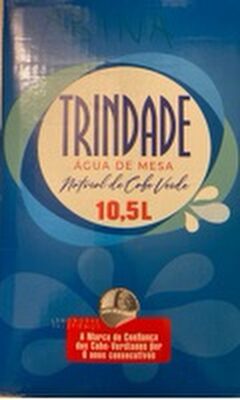 TRINDADE
ÁGUA DE MESA
Natural de Cabo Verde
10,5L
A Marca de Confiança
dos Cabo-Verdianos por
8 anos consecutivos